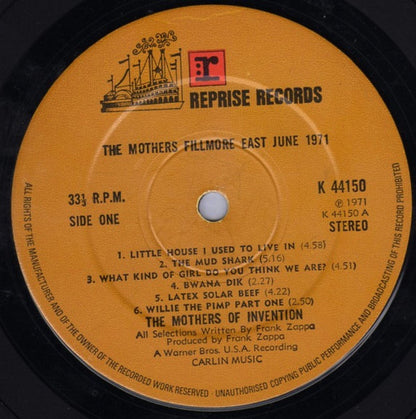 r
REPRISE RECORDS
THE MOTHERS FILLMORE EAST JUNE 1971
33⅓ R.P.M.
SIDE ONE
K 44150
℗ 1971
K 44150 A
STEREO
1. LITTLE HOUSE I USED TO LIVE IN (4.58)
2. THE MUD SHARK (5.16)
3. WHAT KIND OF GIRL DO YOU THINK WE ARE? (4.51)
4. BWANA DIK (2.27)
5. LATEX SOLAR BEEF (4.22)
6. WILLIE THE PIMP PART ONE (2.50)
THE MOTHERS OF INVENTION
All Selections Written By Frank Zappa
Produced by Frank Zappa
A Warner Bros. U.S.A. Recording
CARLIN MUSIC
ALL RIGHTS OF THE MANUFACTURER AND OF THE OWNER OF THE RECORDED WORK RESERVED · UNAUTHORISED COPYING PUBLIC PERFORMANCE AND BROADCASTING OF THIS RECORD PROHIBITED